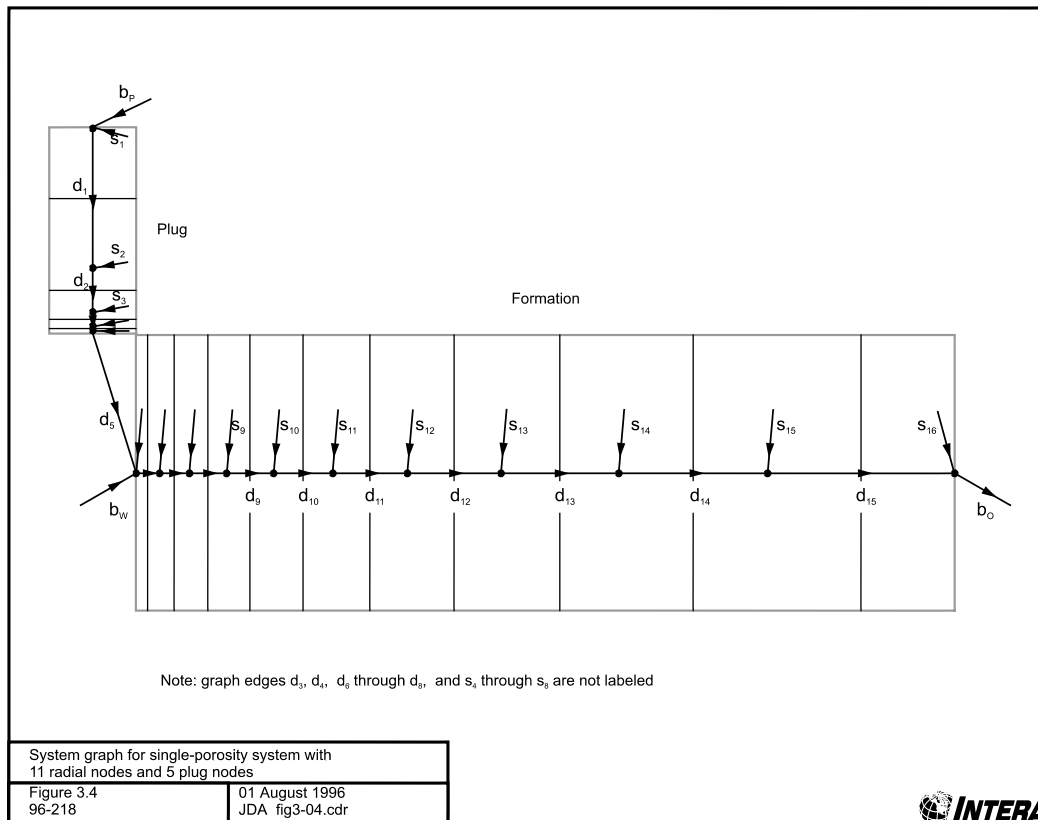 bP
s1
d1
Plug
s2
d2
s3
Formation
d5
s9
s10
s11
s12
s13
s14
s15
s16
bW
d9
d10
d11
d12
d13
d14
d15
bO
Note: graph edges d3, d4, d6 through d8, and s4 through s8 are not labeled
System graph for single-porosity system with
11 radial nodes and 5 plug nodes
Figure 3.4
96-218
01 August 1996
JDA fig3-04.cdr
INTERA